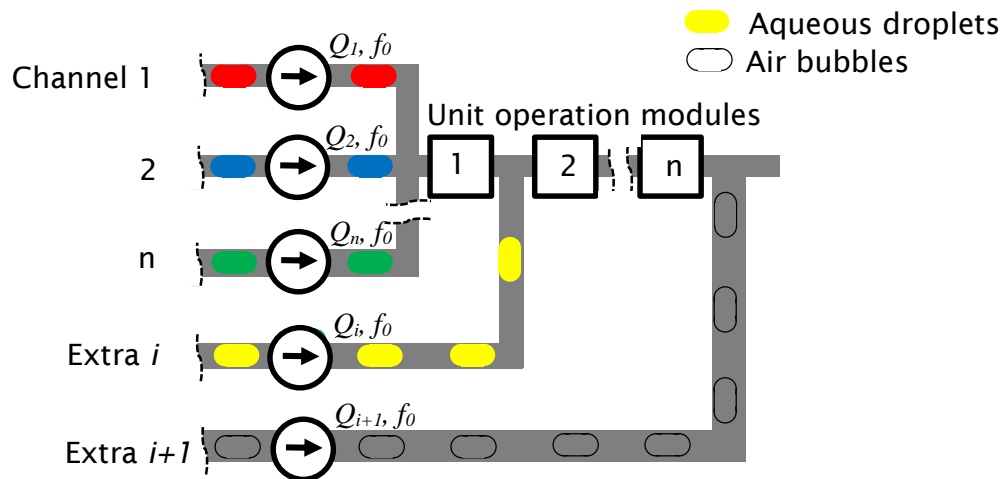 Aqueous droplets
Air bubbles
Channel 1
Q1, f0
Unit operation modules
2
Q2, f0
1
2
n
n
Qn, f0
Extra i
Qi, f0
Extra i+1
Qi+1, f0